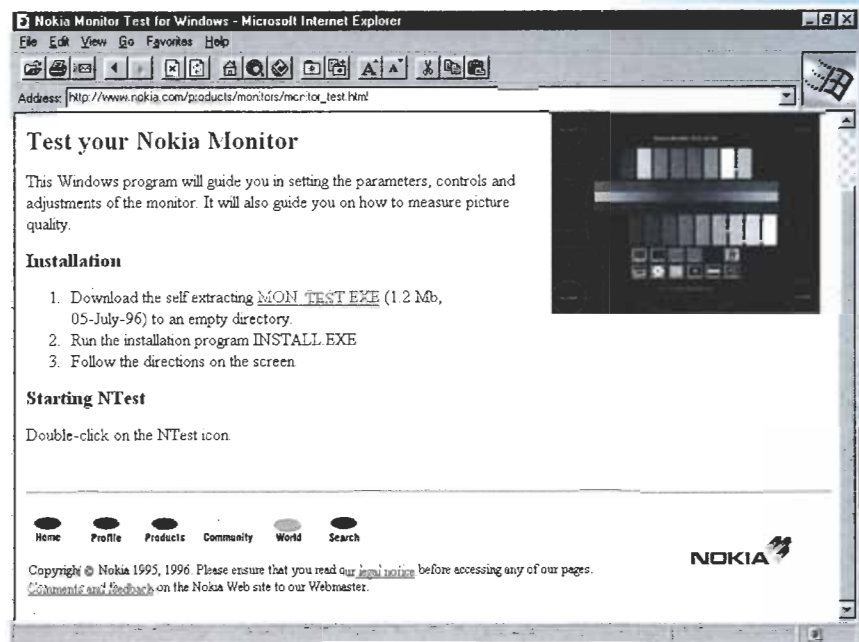 Nokia Monitor Test for Windows - Microsoft Internet Explorer
File Edit View Go Favorites Help
Address: http://www.nokia.com/products/monitors/monitor_test.html
Test your Nokia Monitor
This Windows program will guide you in setting the parameters, controls and
adjustments of the monitor. It will also guide you on how to measure picture
quality.
Installation
1. Download the self extracting MON_TEST.EXE (1.2 Mb,
05-July-96) to an empty directory.
2. Run the installation program INSTALL.EXE
3. Follow the directions on the screen
Starting NTest
Double-click on the NTest icon.
Home Profile Products Community World Search
NOKIA
Copyright © Nokia 1995, 1996. Please ensure that you read our legal notice before accessing any of our pages.
Comments and feedback on the Nokia Web site to our Webmaster.